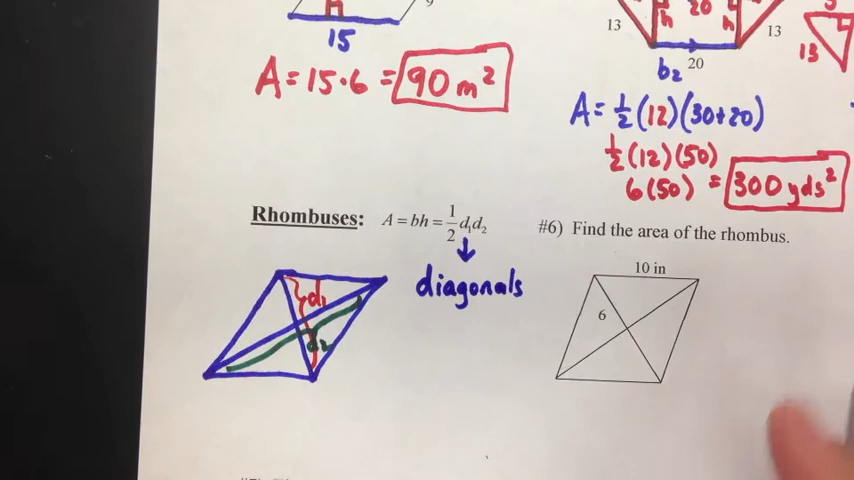 15
A = 15 · 6 = 90 m²
13
h
20
h
13
b₂
20
13
A = ½ (12) (30+20)
½ (12) (50)
6 (50) = 300 yds²
Rhombuses: A = bh = 1/2 d₁d₂
diagonals
d₁
d₂
#6) Find the area of the rhombus.
10 in
6